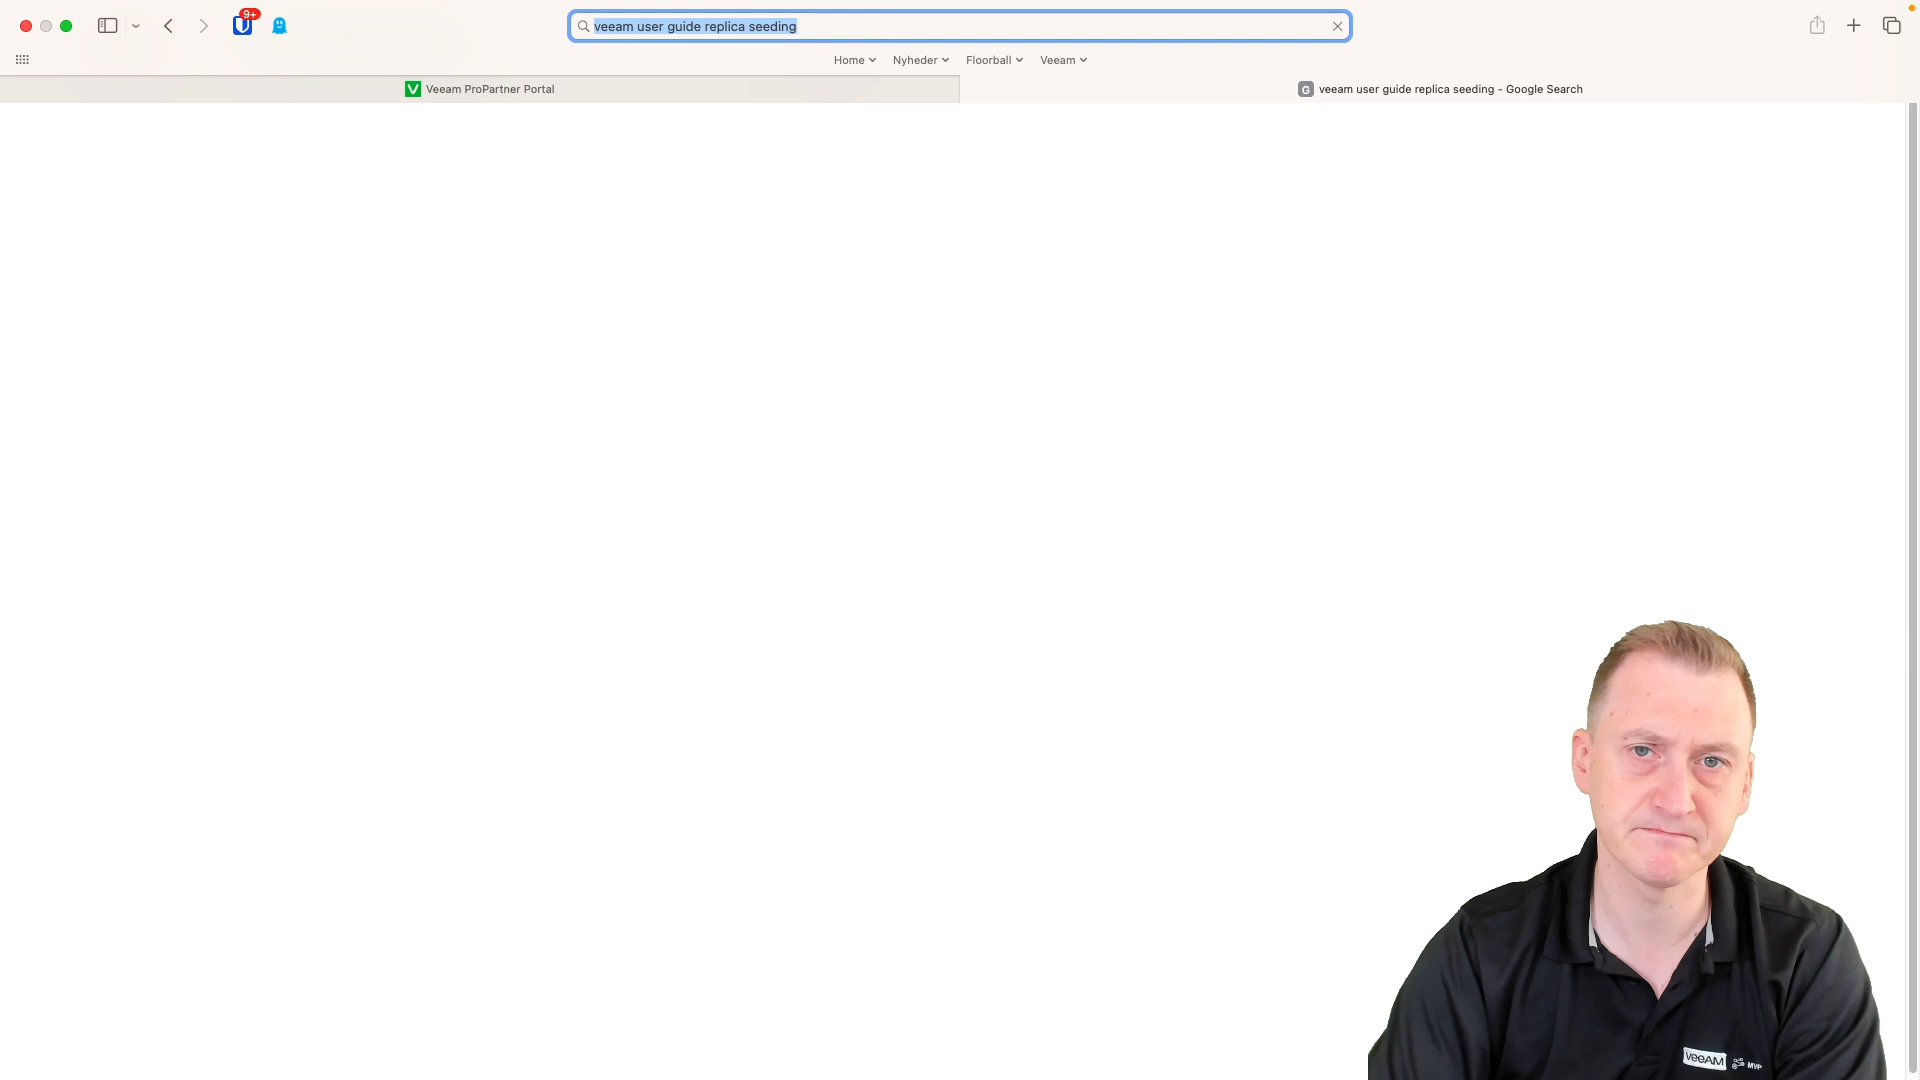 9+
veeam user guide replica seeding
Home
Nyheder
Floorball
Veeam
V Veeam ProPartner Portal
G veeam user guide replica seeding - Google Search
veeAM
MVP